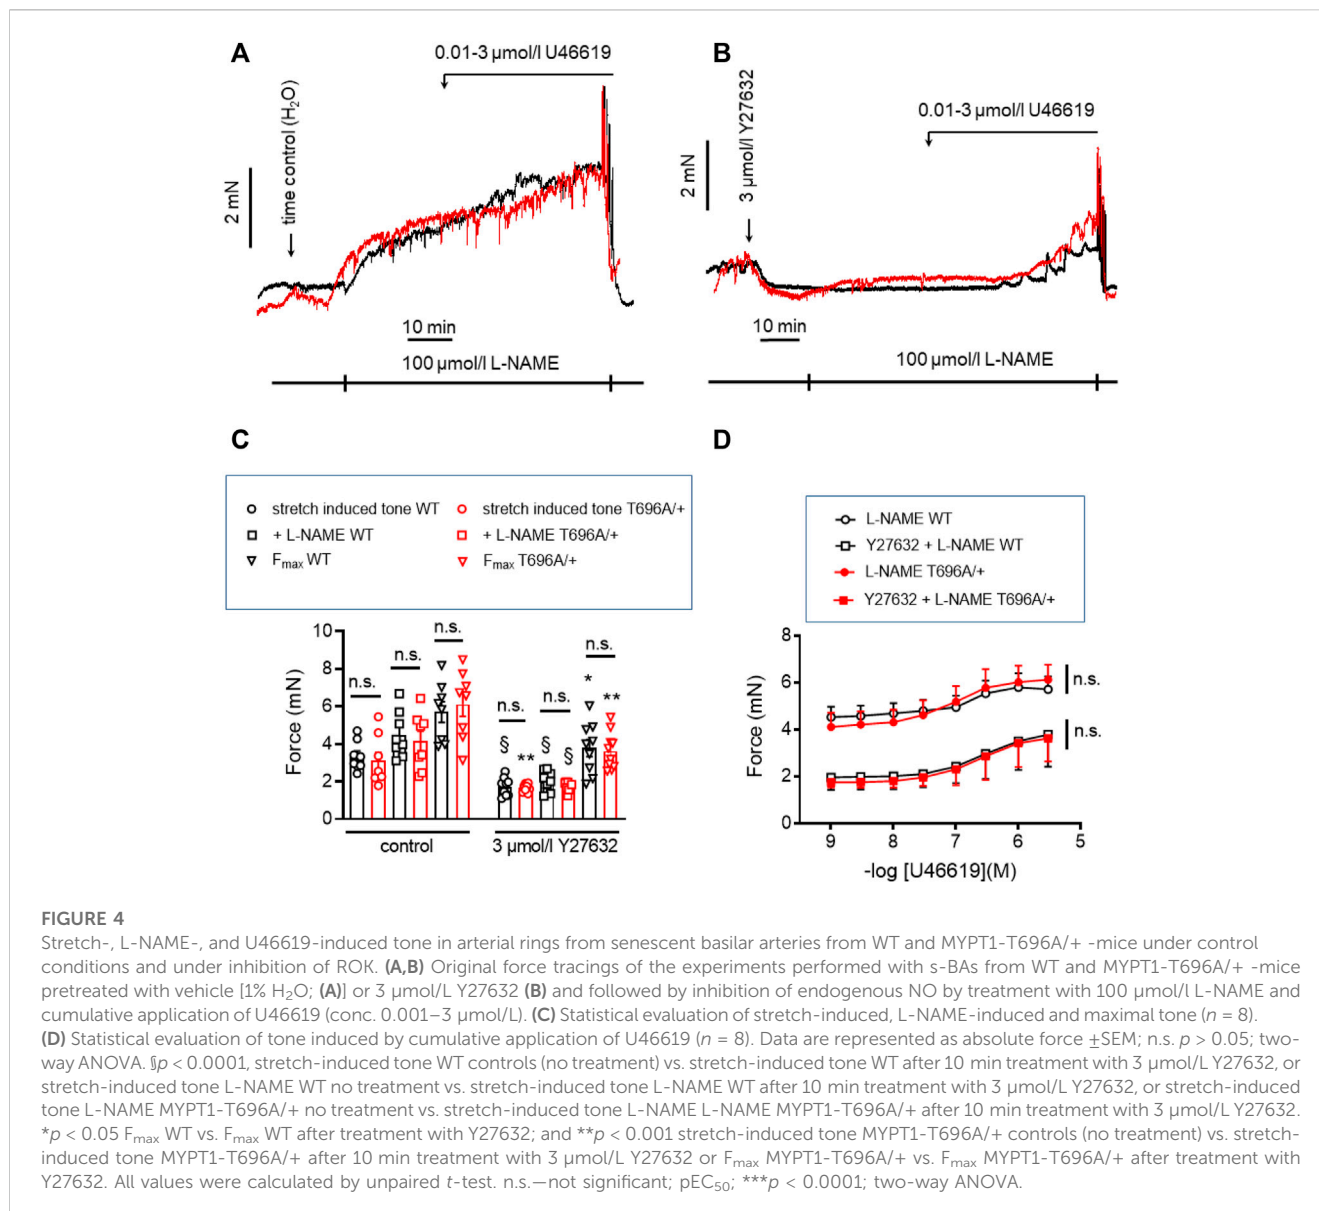 A
0.01-3 µmol/l U46619
time control (H₂O)
2 mN
10 min
100 µmol/l L-NAME
B
3 µmol/l Y27632
0.01-3 µmol/l U46619
2 mN
10 min
100 µmol/l L-NAME
C
stretch induced tone WT
stretch induced tone T696A/+
+ L-NAME WT
+ L-NAME T696A/+
Fmax WT
Fmax T696A/+
Force (mN)
10
8
6
4
2
0
n.s.
n.s.
n.s.
n.s.
n.s.
n.s.
§
**
§
§
*
**
control
3 µmol/l Y27632
D
L-NAME WT
Y27632 + L-NAME WT
L-NAME T696A/+
Y27632 + L-NAME T696A/+
Force (mN)
8
6
4
2
0
n.s.
n.s.
9 8 7 6 5
-log [U46619](M)
FIGURE 4
Stretch-, L-NAME-, and U46619-induced tone in arterial rings from senescent basilar arteries from WT and MYPT1-T696A/+ -mice under control
conditions and under inhibition of ROK. (A,B) Original force tracings of the experiments performed with s-BAs from WT and MYPT1-T696A/+ -mice
pretreated with vehicle [1% H₂O; (A)] or 3 µmol/L Y27632 (B) and followed by inhibition of endogenous NO by treatment with 100 µmol/l L-NAME and
cumulative application of U46619 (conc. 0.001–3 µmol/L). (C) Statistical evaluation of stretch-induced, L-NAME-induced and maximal tone (n = 8).
(D) Statistical evaluation of tone induced by cumulative application of U46619 (n = 8). Data are represented as absolute force ±SEM; n.s. p > 0.05; two-
way ANOVA. §p < 0.0001, stretch-induced tone WT controls (no treatment) vs. stretch-induced tone WT after 10 min treatment with 3 µmol/L Y27632, or
stretch-induced tone L-NAME WT no treatment vs. stretch-induced tone L-NAME WT after 10 min treatment with 3 µmol/L Y27632, or stretch-induced
tone L-NAME MYPT1-T696A/+ no treatment vs. stretch-induced tone L-NAME L-NAME MYPT1-T696A/+ after 10 min treatment with 3 µmol/L Y27632.
*p < 0.05 Fmax WT vs. Fmax WT after treatment with Y27632; and **p < 0.001 stretch-induced tone MYPT1-T696A/+ controls (no treatment) vs. stretch-
induced tone MYPT1-T696A/+ after 10 min treatment with 3 µmol/L Y27632 or Fmax MYPT1-T696A/+ vs. Fmax MYPT1-T696A/+ after treatment with
Y27632. All values were calculated by unpaired t-test. n.s.—not significant; pEC₅₀; ***p < 0.0001; two-way ANOVA.